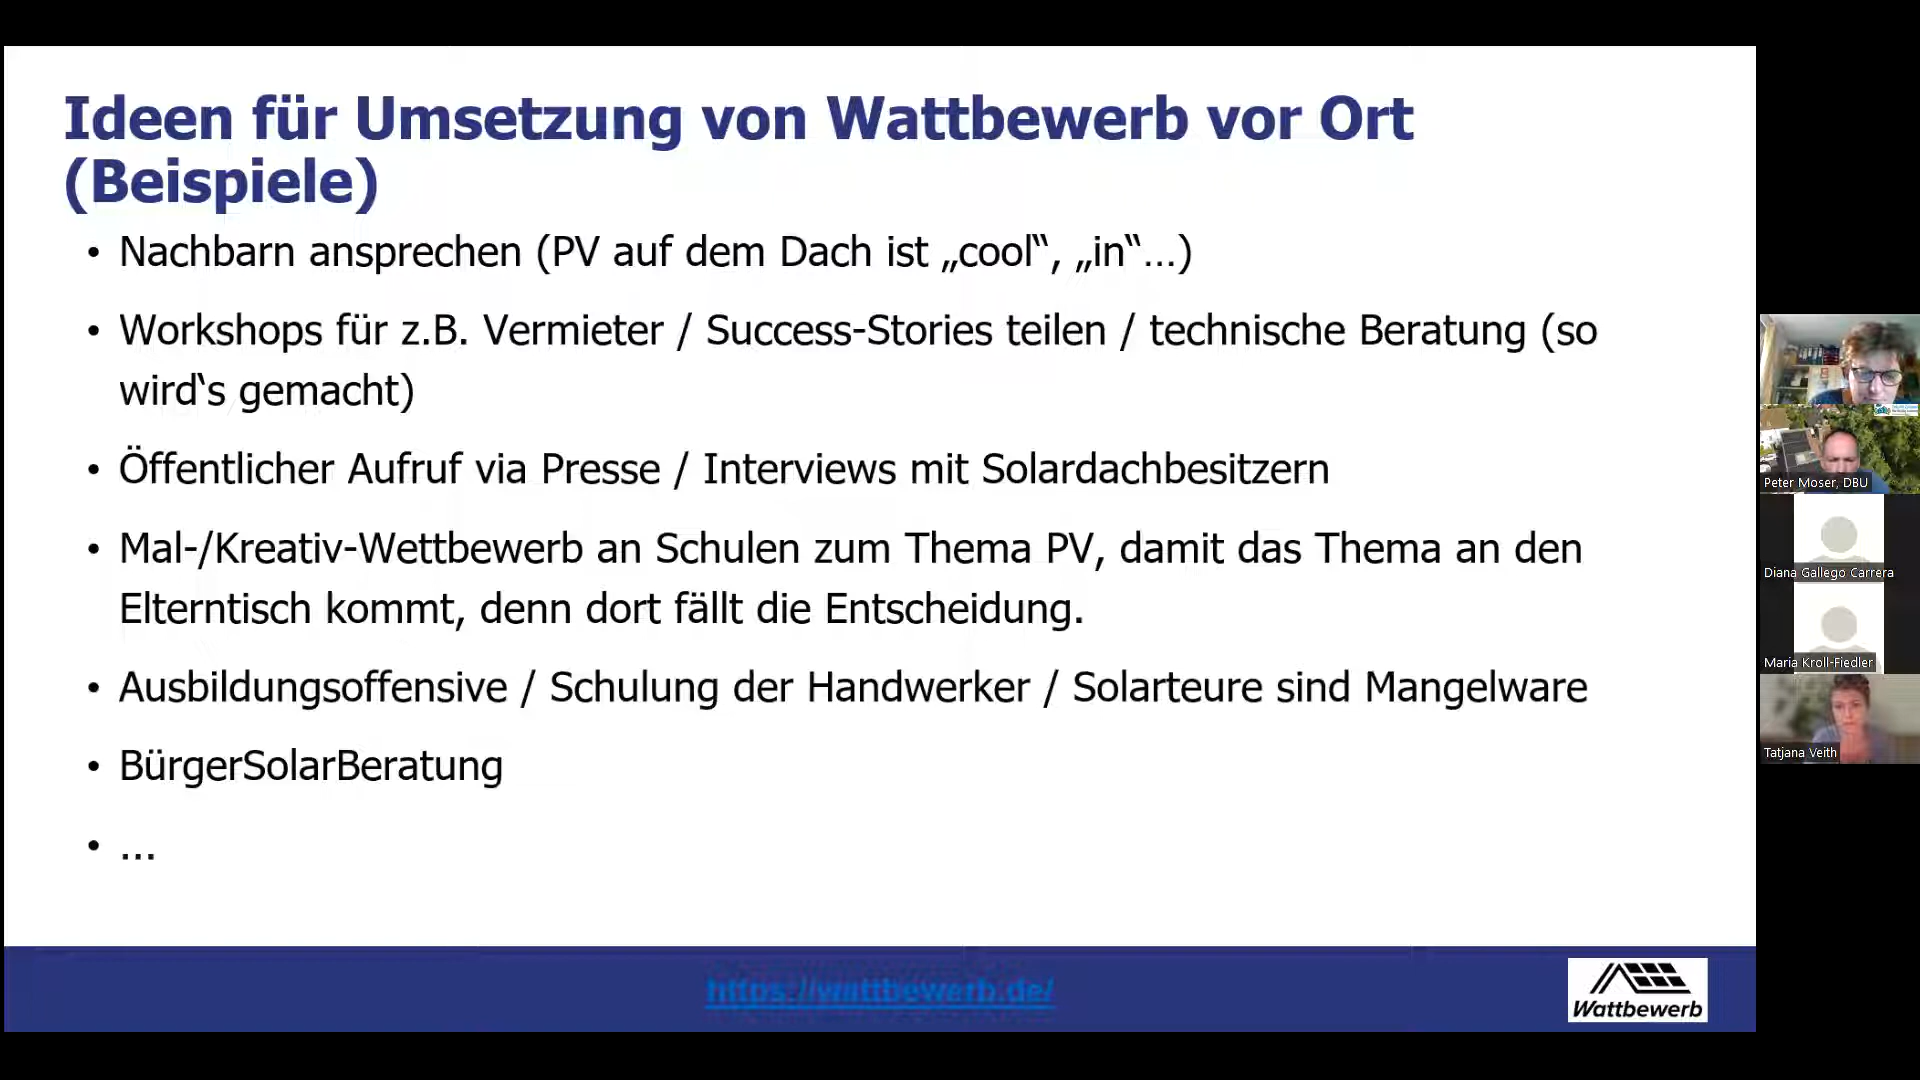 Ideen für Umsetzung von Wattbewerb vor Ort
(Beispiele)
• Nachbarn ansprechen (PV auf dem Dach ist „cool“, „in“…)
• Workshops für z.B. Vermieter / Success-Stories teilen / technische Beratung (so
wird‘s gemacht)
• Öffentlicher Aufruf via Presse / Interviews mit Solardachbesitzern
• Mal-/Kreativ-Wettbewerb an Schulen zum Thema PV, damit das Thema an den
Elterntisch kommt, denn dort fällt die Entscheidung.
• Ausbildungsoffensive / Schulung der Handwerker / Solarteure sind Mangelware
• BürgerSolarBeratung
• …
https://wattbewerb.de/
Wattbewerb
Peter Moser, DBU
Diana Gallego Carrera
Maria Kroll-Fiedler
Tatjana Veith